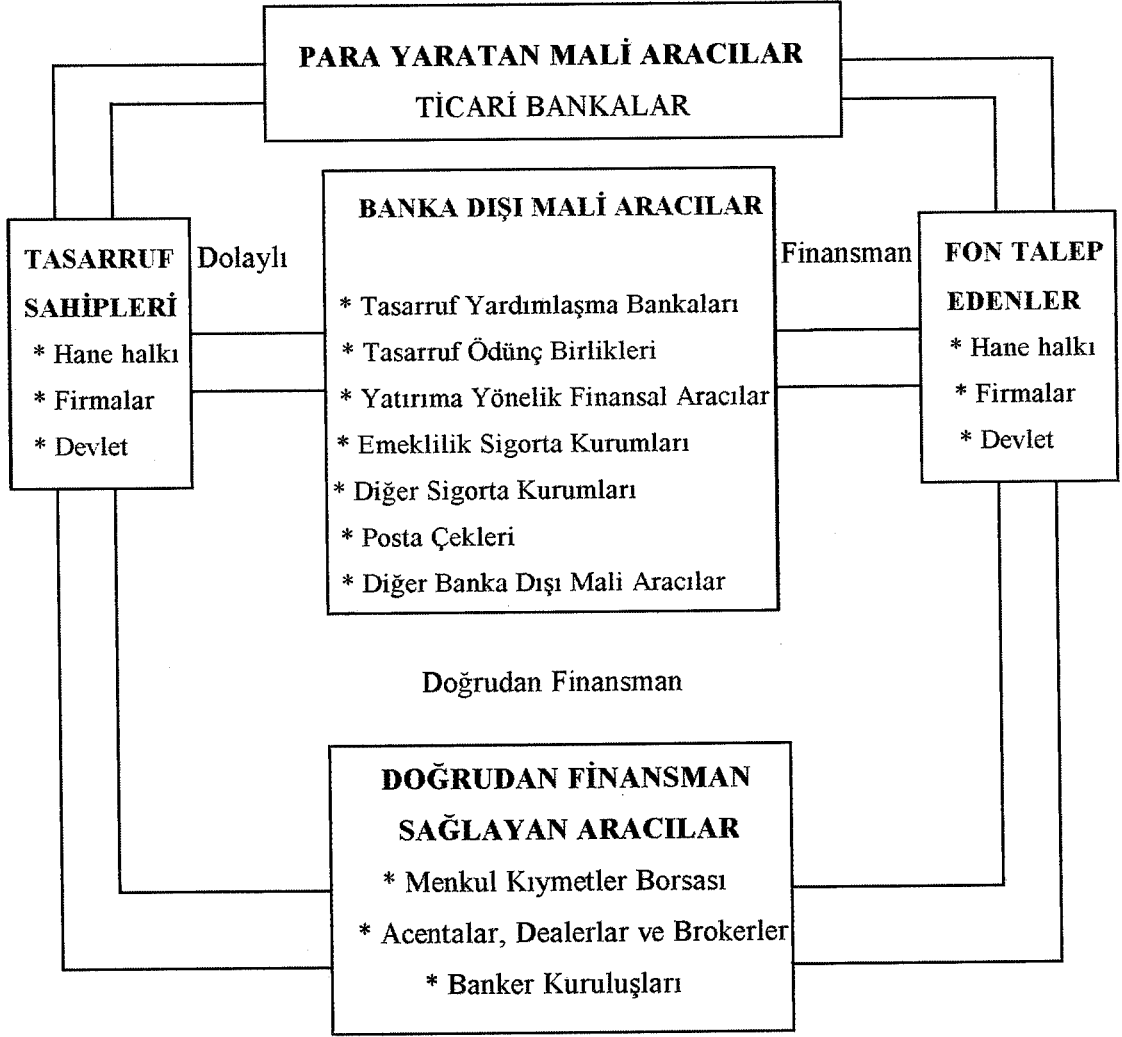 PARA YARATAN MALİ ARACILAR
TİCARİ BANKALAR
TASARRUF
SAHİPLERİ
* Hane halkı
* Firmalar
* Devlet
Dolaylı
BANKA DIŞI MALİ ARACILAR
* Tasarruf Yardımlaşma Bankaları
* Tasarruf Ödünç Birlikleri
* Yatırıma Yönelik Finansal Aracılar
* Emeklilik Sigorta Kurumları
* Diğer Sigorta Kurumları
* Posta Çekleri
* Diğer Banka Dışı Mali Aracılar
Finansman
FON TALEP
EDENLER
* Hane halkı
* Firmalar
* Devlet
Doğrudan Finansman
DOĞRUDAN FİNANSMAN
SAĞLAYAN ARACILAR
* Menkul Kıymetler Borsası
* Acentalar, Dealerlar ve Brokerler
* Banker Kuruluşları